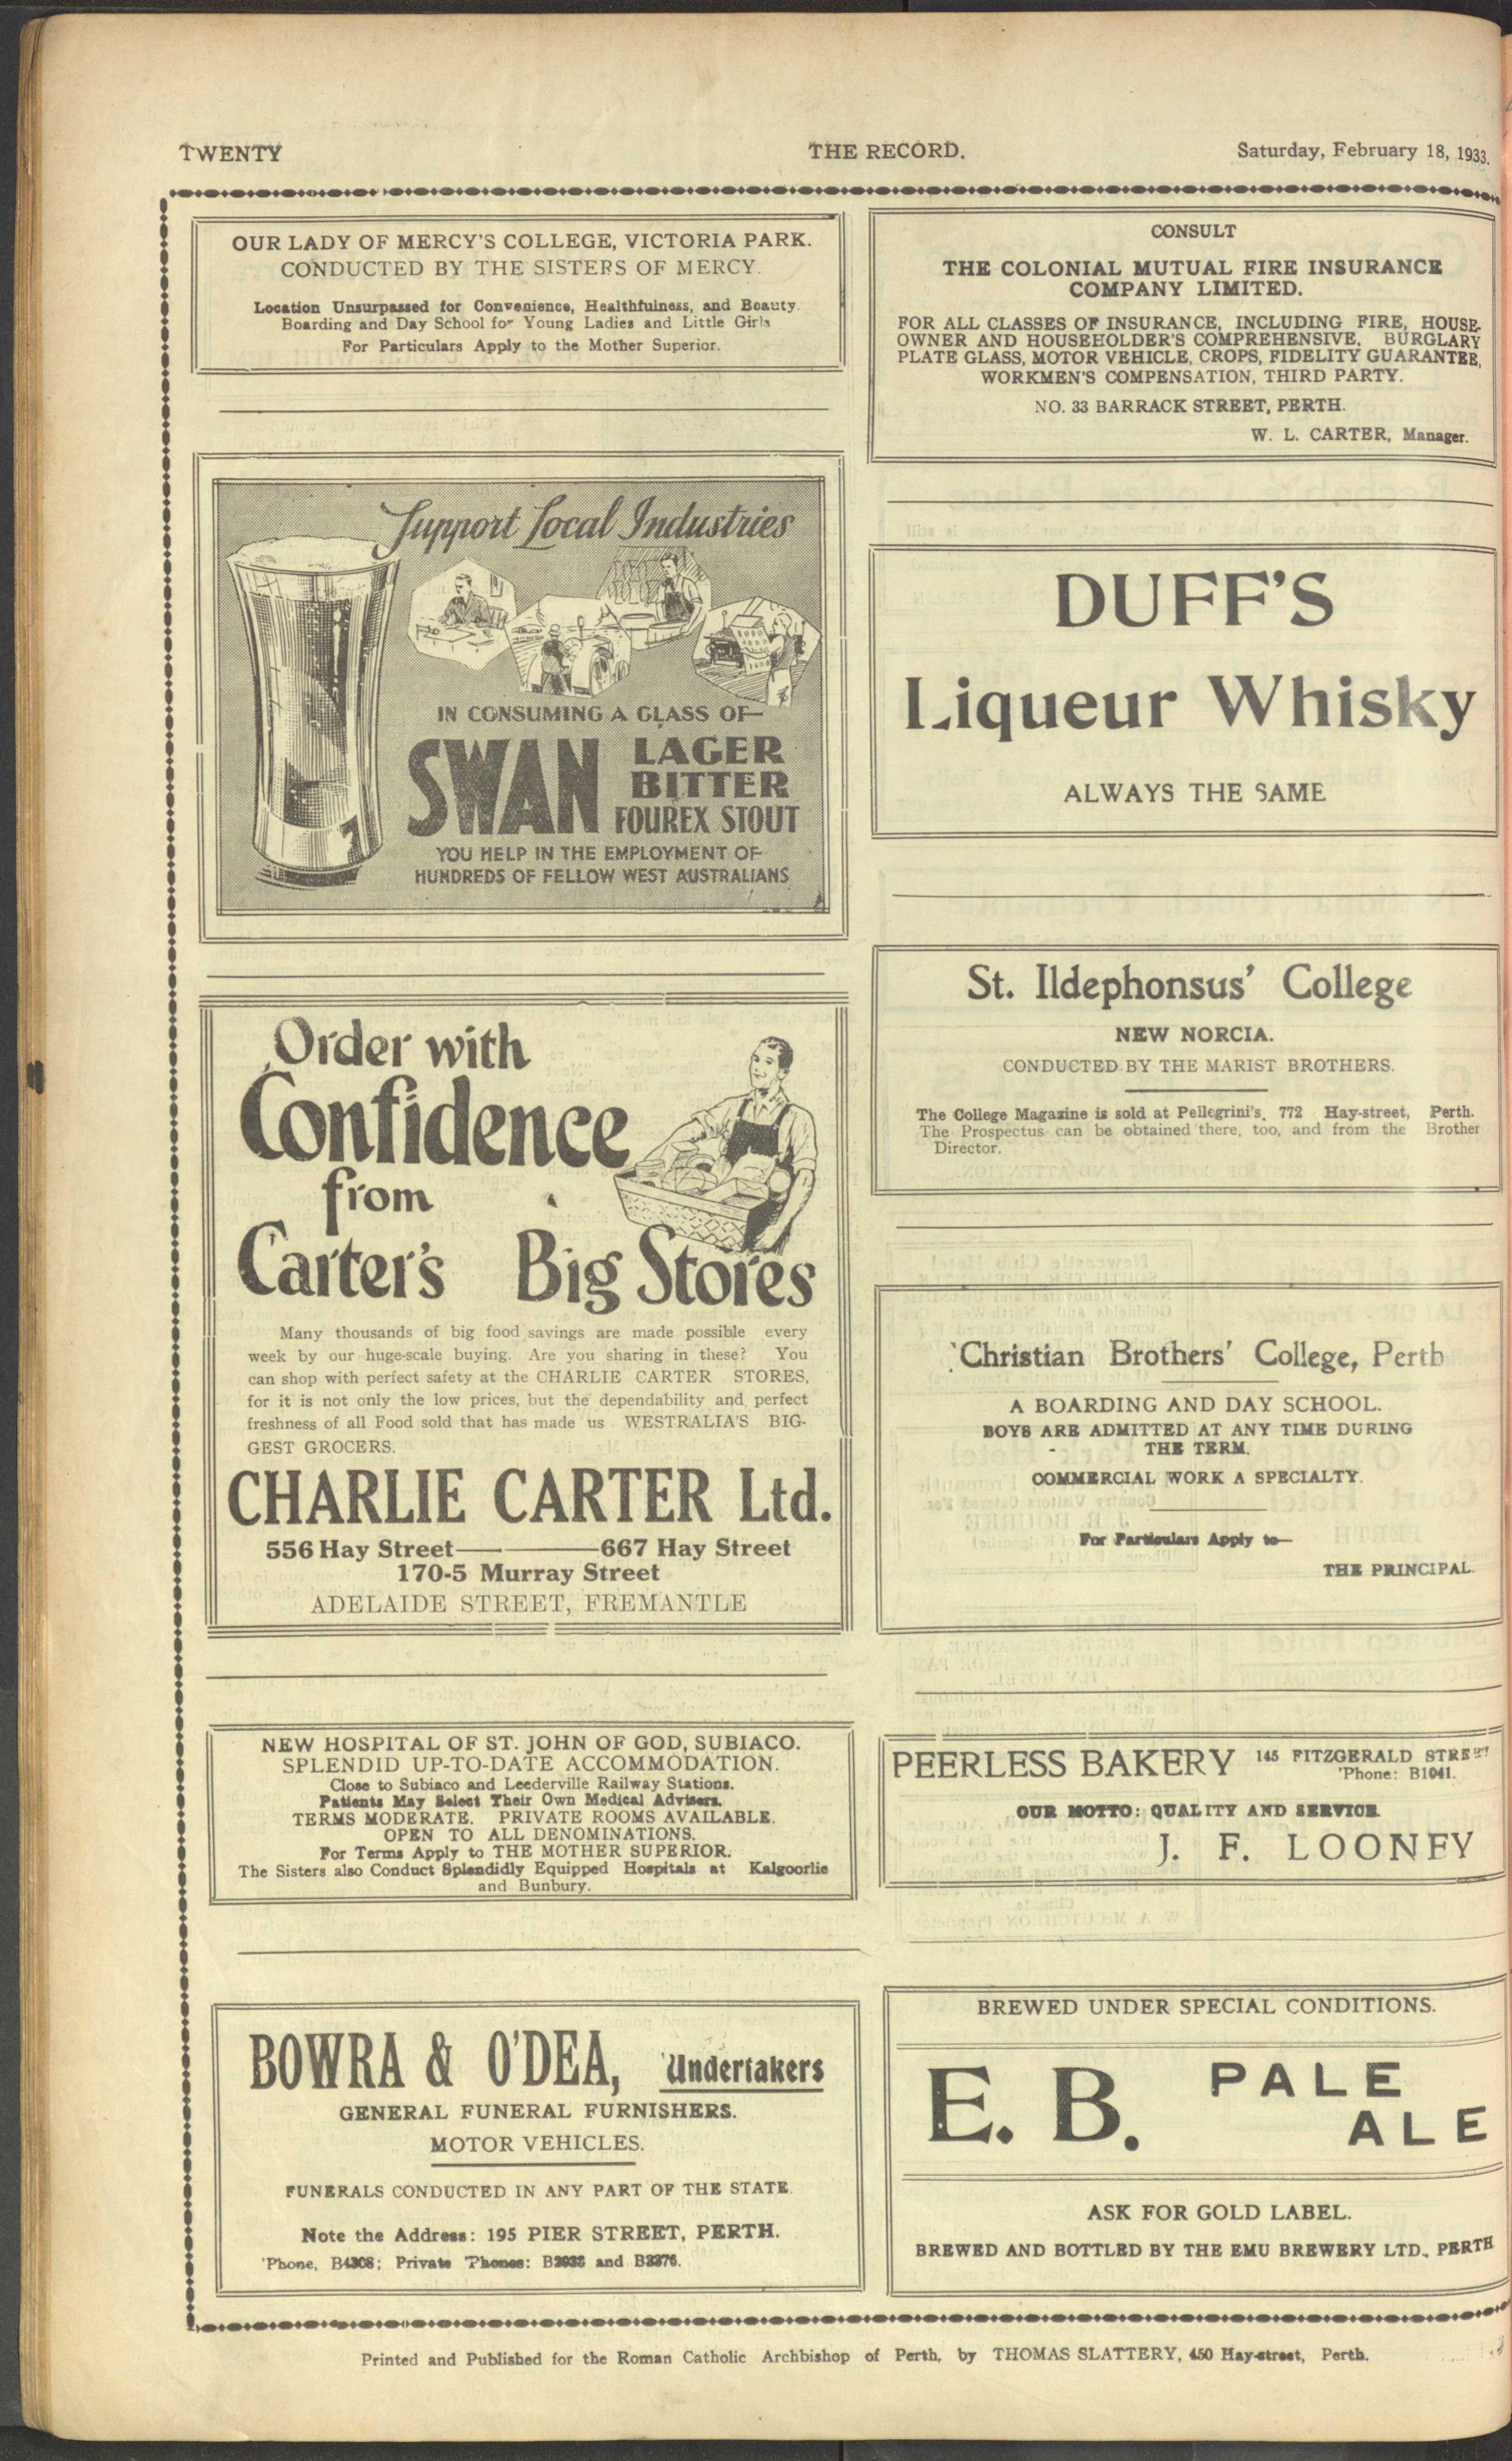 TWENTY
THE RECORD.
Saturday, February 18, 1933.
OUR LADY OF MERCY'S COLLEGE, VICTORIA PARK.
CONDUCTED BY THE SISTERS OF MERCY.
Location Unsurpassed for Convenience, Healthfulness, and Beauty.
Boarding and Day School for Young Ladies and Little Girls
For Particulars Apply to the Mother Superior.
Support Local Industries
IN CONSUMING A GLASS OF—
SWAN LAGER
BITTER
FOUREX STOUT
YOU HELP IN THE EMPLOYMENT OF
HUNDREDS OF FELLOW WEST AUSTRALIANS
Order with
Confidence
from
Carter's Big Stores
Many thousands of big food savings are made possible every
week by our huge-scale buying. Are you sharing in these? You
can shop with perfect safety at the CHARLIE CARTER STORES,
for it is not only the low prices, but the dependability and perfect
freshness of all Food sold that has made us WESTRALIA'S BIG-
GEST GROCERS.
CHARLIE CARTER Ltd.
556 Hay Street— —667 Hay Street
170-5 Murray Street
ADELAIDE STREET, FREMANTLE
NEW HOSPITAL OF ST. JOHN OF GOD, SUBIACO.
SPLENDID UP-TO-DATE ACCOMMODATION.
Close to Subiaco and Leederville Railway Stations.
Patients May Select Their Own Medical Advisers.
TERMS MODERATE. PRIVATE ROOMS AVAILABLE.
OPEN TO ALL DENOMINATIONS.
For Terms Apply to THE MOTHER SUPERIOR.
The Sisters also Conduct Splendidly Equipped Hospitals at Kalgoorlie
and Bunbury.
BOWRA & O'DEA, Undertakers
GENERAL FUNERAL FURNISHERS.
MOTOR VEHICLES.
FUNERALS CONDUCTED IN ANY PART OF THE STATE.
Note the Address: 195 PIER STREET, PERTH.
'Phone, B4308; Private 'Phones: and
CONSULT
THE COLONIAL MUTUAL FIRE INSURANCE
COMPANY LIMITED.
FOR ALL CLASSES OF INSURANCE, INCLUDING FIRE, HOUSE-
OWNER AND HOUSEHOLDER'S COMPREHENSIVE, BURGLARY
PLATE GLASS, MOTOR VEHICLE, CROPS, FIDELITY GUARANTEE,
WORKMEN'S COMPENSATION, THIRD PARTY.
NO. 33 BARRACK STREET, PERTH.
W. L. CARTER, Manager.
DUFF'S
Liqueur Whisky
ALWAYS THE SAME
St. Ildephonsus' College
NEW NORCIA.
CONDUCTED BY THE MARIST BROTHERS.
The College Magazine is sold at Pellegrini's, 772 Hay-street, Perth.
The Prospectus can be obtained there, too, and from the Brother
Director.
Christian Brothers' College, Perth
A BOARDING AND DAY SCHOOL.
BOYS ARE ADMITTED AT ANY TIME DURING
THE TERM.
COMMERCIAL WORK A SPECIALTY.
For Particulars Apply to—
THE PRINCIPAL.
PEERLESS BAKERY 145 FITZGERALD STREET
'Phone: B1041.
OUR MOTTO: QUALITY AND SERVICE.
J. F. LOONEY
BREWED UNDER SPECIAL CONDITIONS.
E. B. PALE
ALE
ASK FOR GOLD LABEL.
BREWED AND BOTTLED BY THE EMU BREWERY LTD., PERTH
Printed and Published for the Roman Catholic Archbishop of Perth, by THOMAS SLATTERY, 450 Hay-street, Perth.